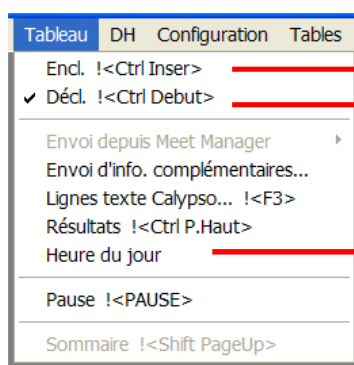 Tableau DH Configuration Tables
Encl. !<Ctrl Inser>
✓ Décl. !<Ctrl Debut>
Envoi depuis Meet Manager
Envoi d'info. complémentaires...
Lignes texte Calypso... !<F3>
Résultats !<Ctrl P.Haut>
Heure du jour
Pause !<PAUSE>
Sommaire !<Shift PageUp>